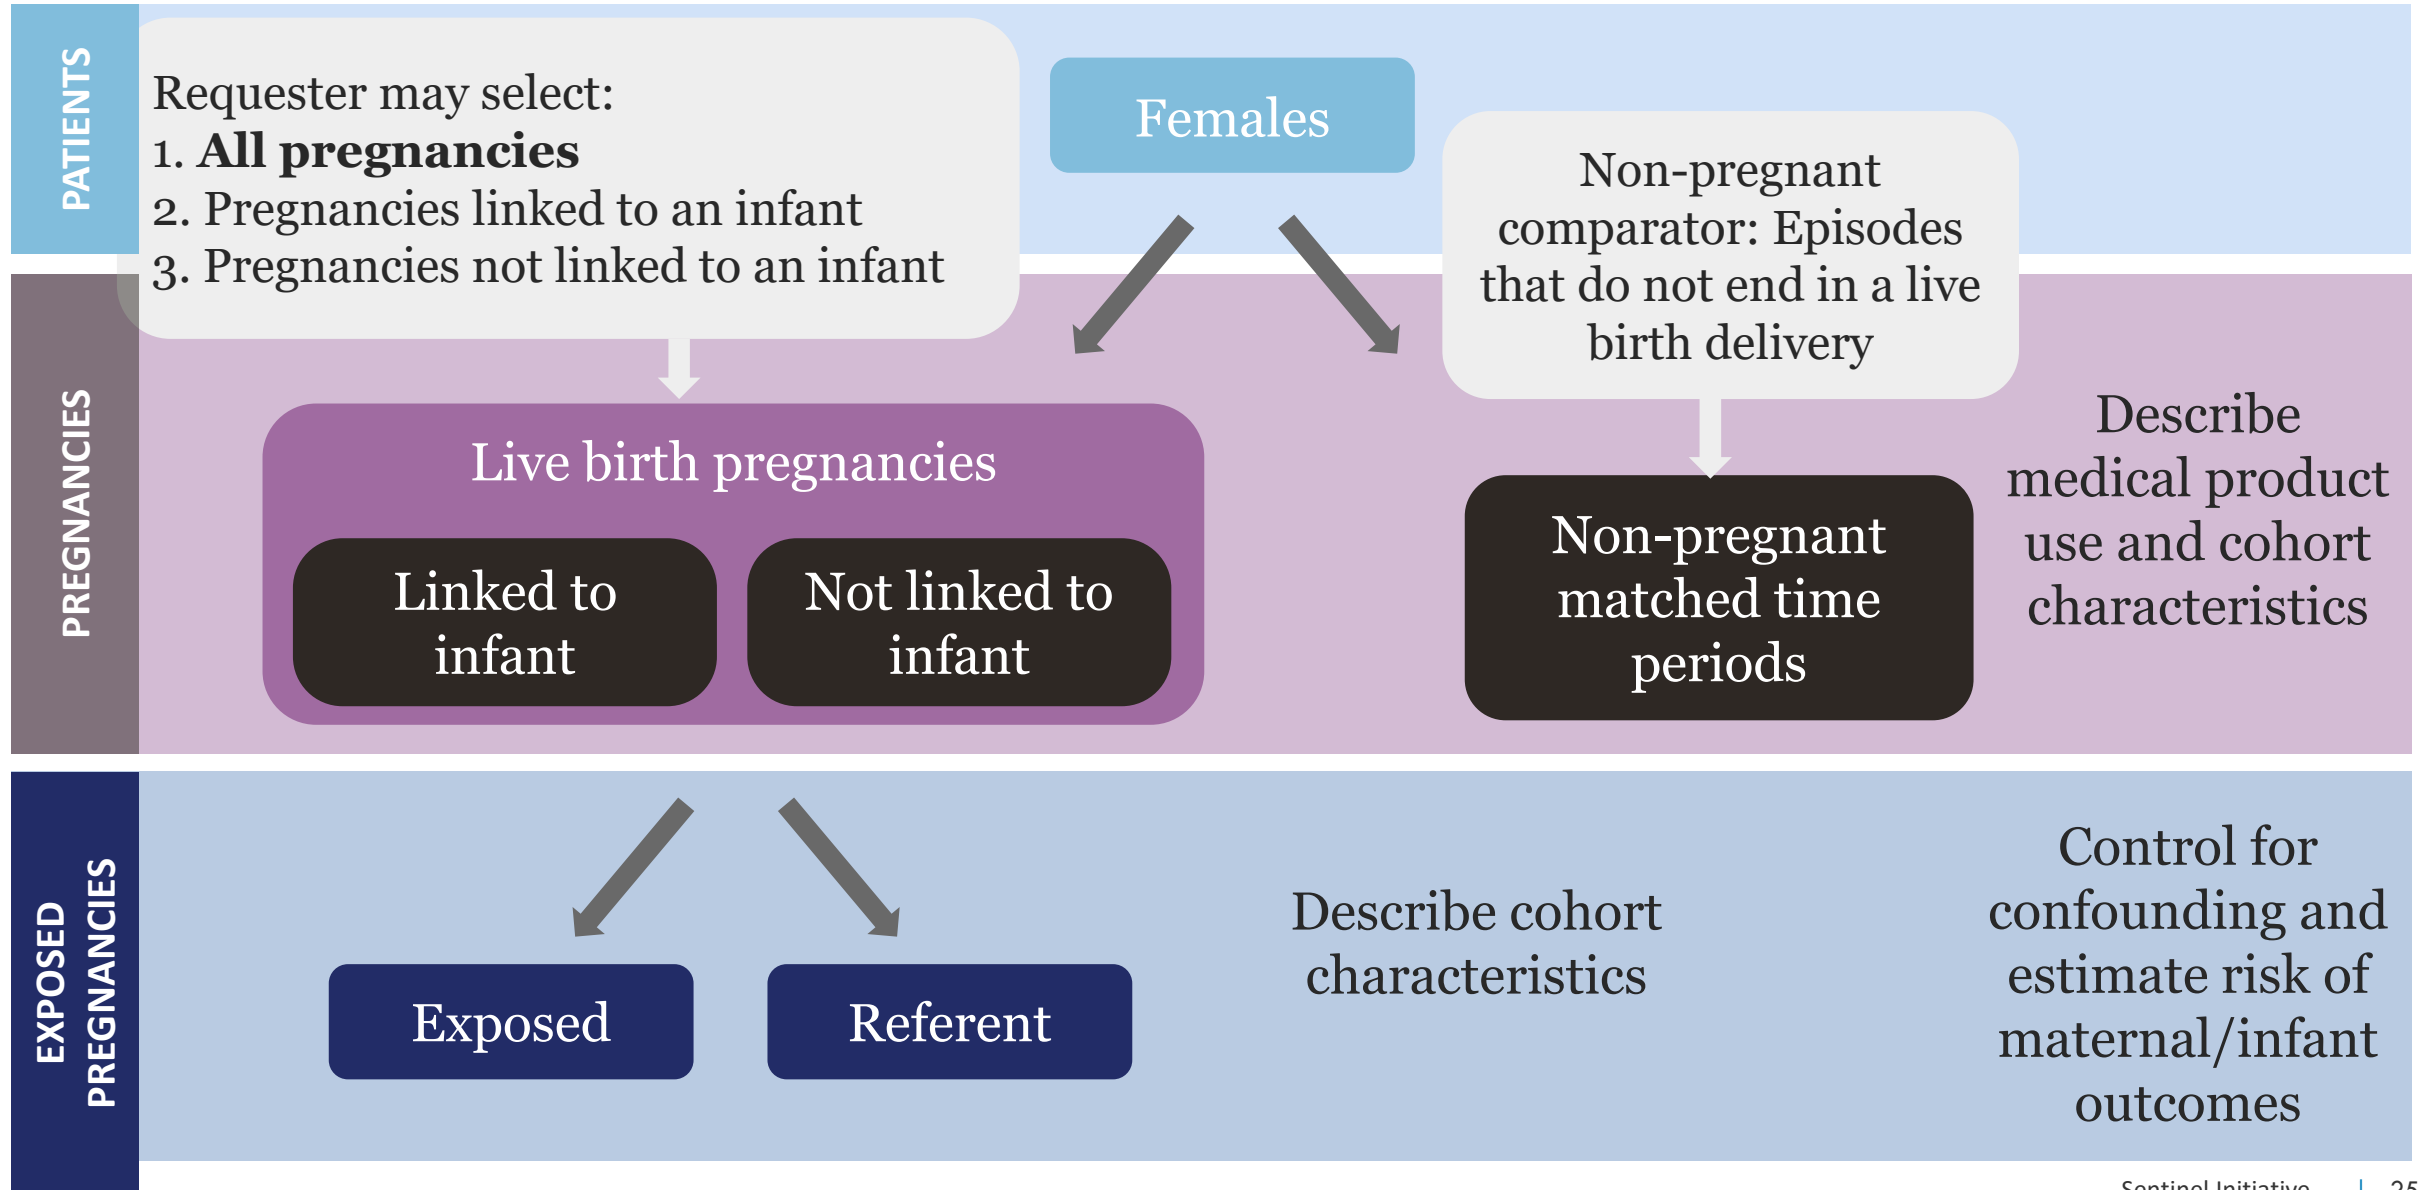 PATIENTS
Requester may select:
1. All pregnancies
2. Pregnancies linked to an infant
3. Pregnancies not linked to an infant
Females
Non-pregnant
comparator: Episodes
that do not end in a live
birth delivery
PREGNANCIES
Live birth pregnancies
Linked to
infant
Not linked to
infant
Non-pregnant
matched time
periods
Describe
medical product
use and cohort
characteristics
EXPOSED
PREGNANCIES
Exposed
Referent
Describe cohort
characteristics
Control for
confounding and
estimate risk of
maternal/infant
outcomes
Sentinel Initiative | 25